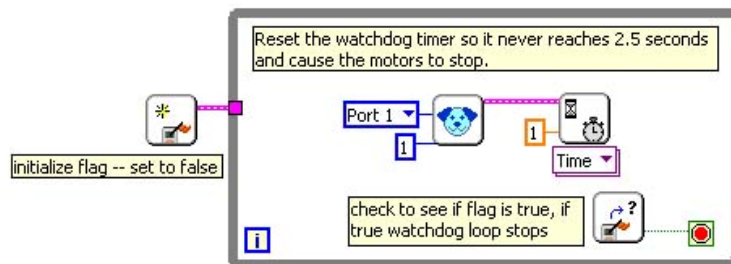 Reset the watchdog timer so it never reaches 2.5 seconds
and cause the motors to stop.
Port 1
1
1
Time
initialize flag -- set to false
check to see if flag is true, if
true watchdog loop stops
?
i